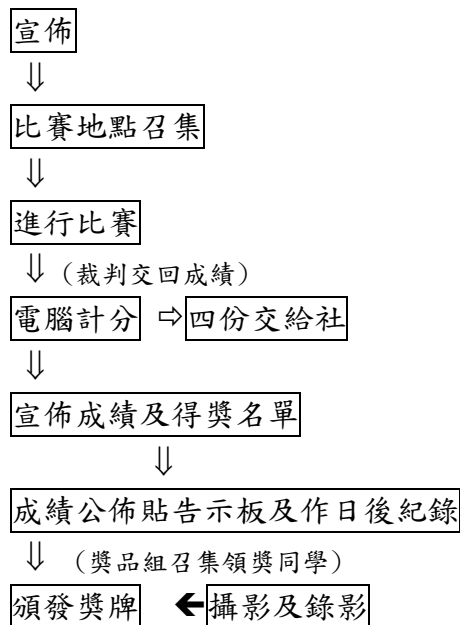 宣佈
⇓
比賽地點召集
⇓
進行比賽
⇓ (裁判交回成績)
電腦計分 ⇨ 四份交給社
⇓
宣佈成績及得獎名單
⇓
成績公佈貼告示板及作日後紀錄
⇓ (獎品組召集領獎同學)
頒發獎牌 🡸 攝影及錄影